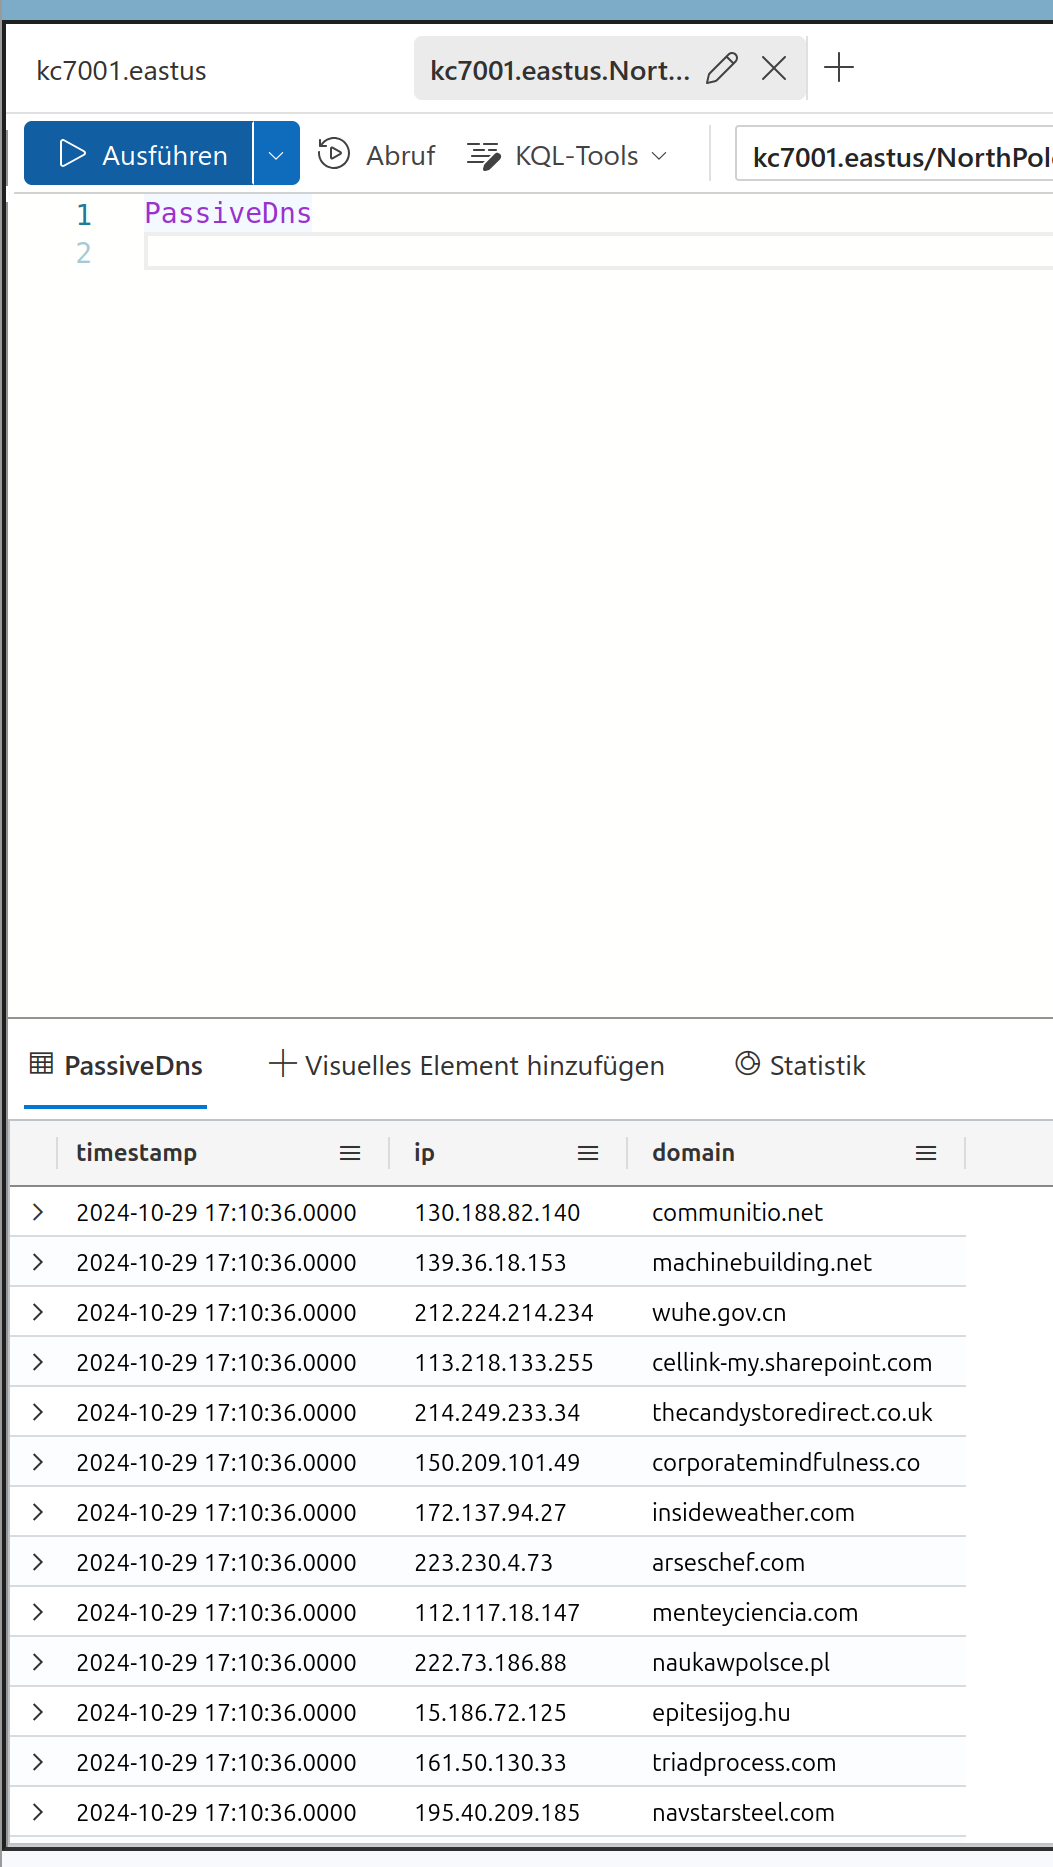 kc7001.eastus kc7001.eastus.Nort...
Ausführen Abruf KQL-Tools kc7001.eastus/NorthPol
1 PassiveDns
2
PassiveDns Visuelles Element hinzufügen Statistik
timestamp ip domain
2024-10-29 17:10:36.0000 130.188.82.140 communitio.net
2024-10-29 17:10:36.0000 139.36.18.153 machinebuilding.net
2024-10-29 17:10:36.0000 212.224.214.234 wuhe.gov.cn
2024-10-29 17:10:36.0000 113.218.133.255 cellink-my.sharepoint.com
2024-10-29 17:10:36.0000 214.249.233.34 thecandystoredirect.co.uk
2024-10-29 17:10:36.0000 150.209.101.49 corporatemindfulness.co
2024-10-29 17:10:36.0000 172.137.94.27 insideweather.com
2024-10-29 17:10:36.0000 223.230.4.73 arseschef.com
2024-10-29 17:10:36.0000 112.117.18.147 menteyciencia.com
2024-10-29 17:10:36.0000 222.73.186.88 naukawpolsce.pl
2024-10-29 17:10:36.0000 15.186.72.125 epitesijog.hu
2024-10-29 17:10:36.0000 161.50.130.33 triadprocess.com
2024-10-29 17:10:36.0000 195.40.209.185 navstarsteel.com